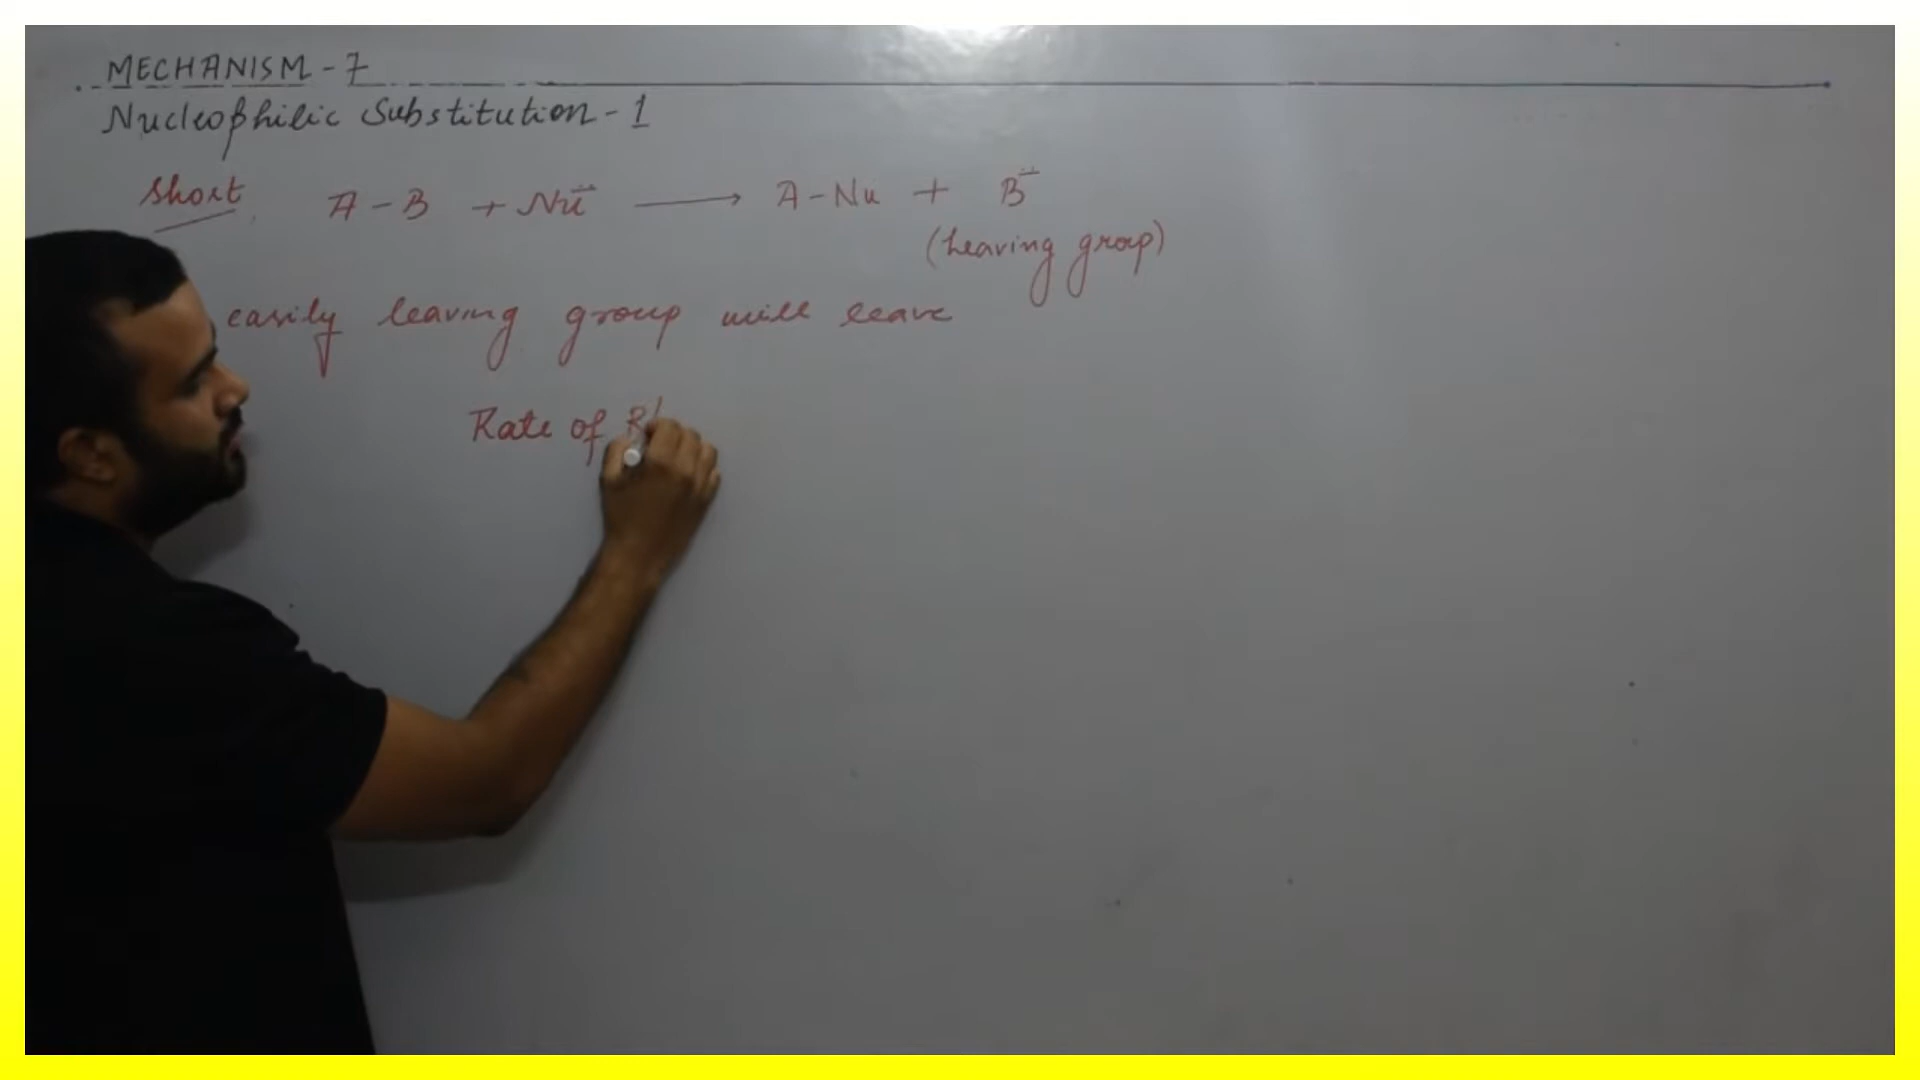 MECHANISM - 7
Nucleophilic Substitution - 1
Short A - B + Nu⁻ ⟶ A - Nu + B⁻
(Leaving group)
easily leaving group will leave
Rate of